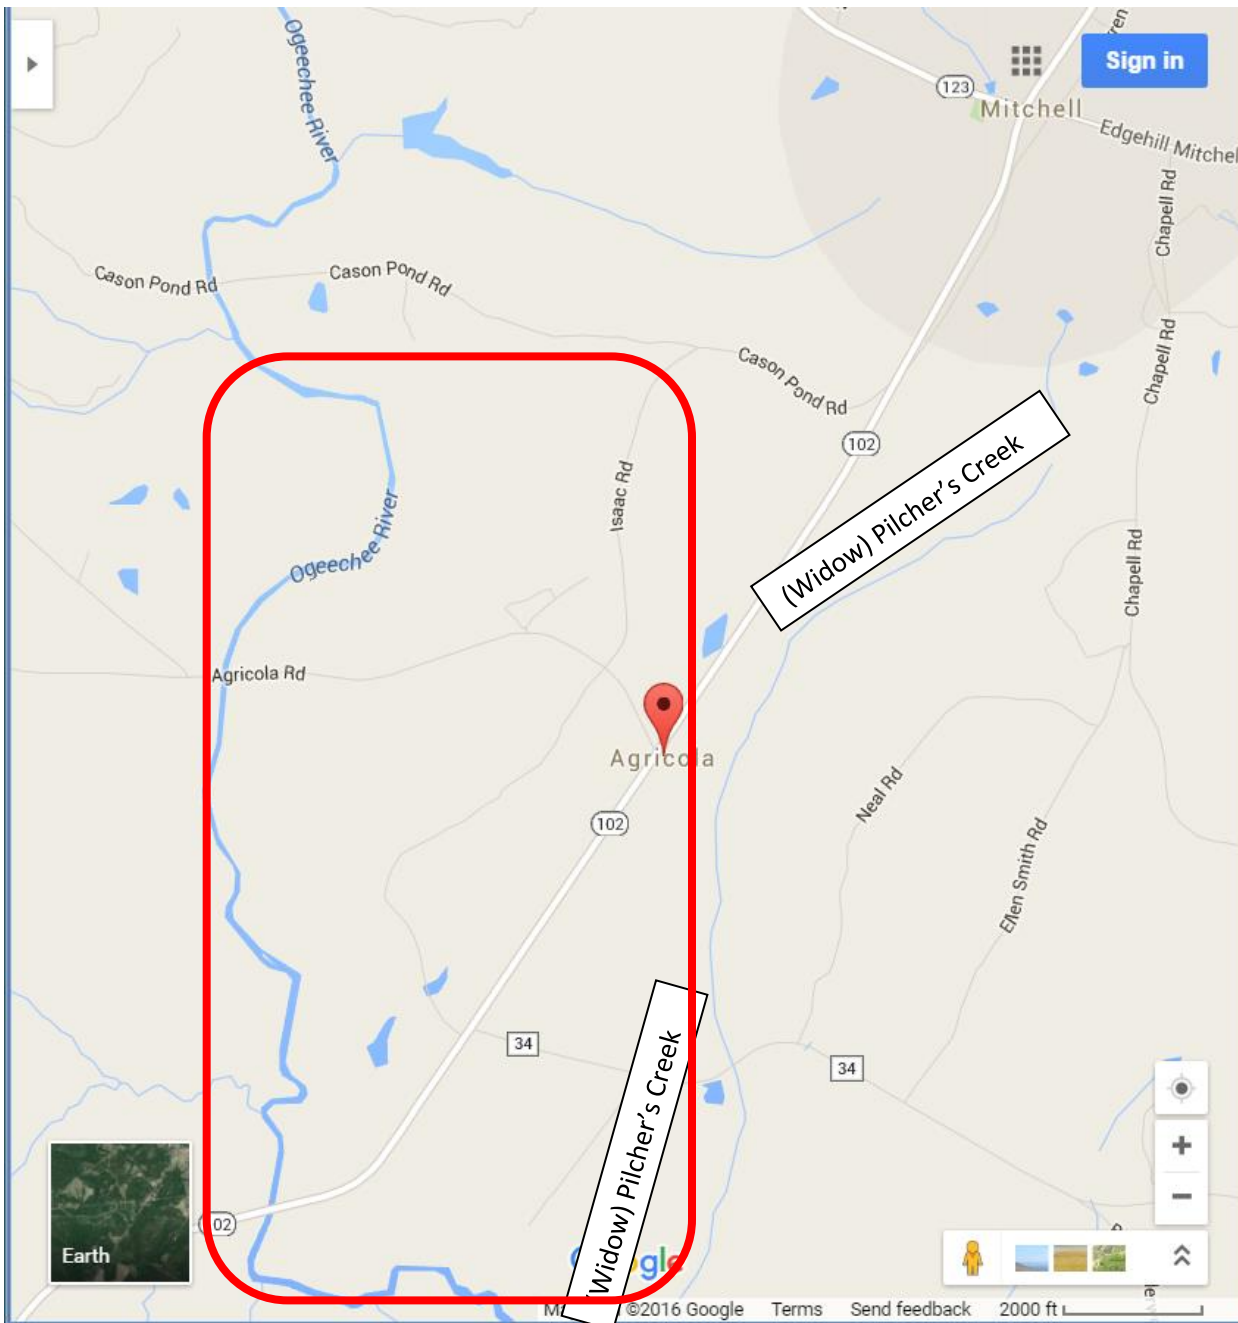 Ogeechee River
123
Sign in
Mitchell
Chapell Rd
Cason Pond Rd
Cason Pond Rd
Cason Pond Rd
Chapell Rd
102
(Widow) Pilcher's Creek
Isaac Rd
Ogeechee River
Chapell Rd
Agricola Rd
Agricola
Neal Rd
102
Ellen Smith Rd
34
34
(Widow) Pilcher's Creek
02
Earth
gle
©2016 Google
Terms
Send feedback
2000 ft